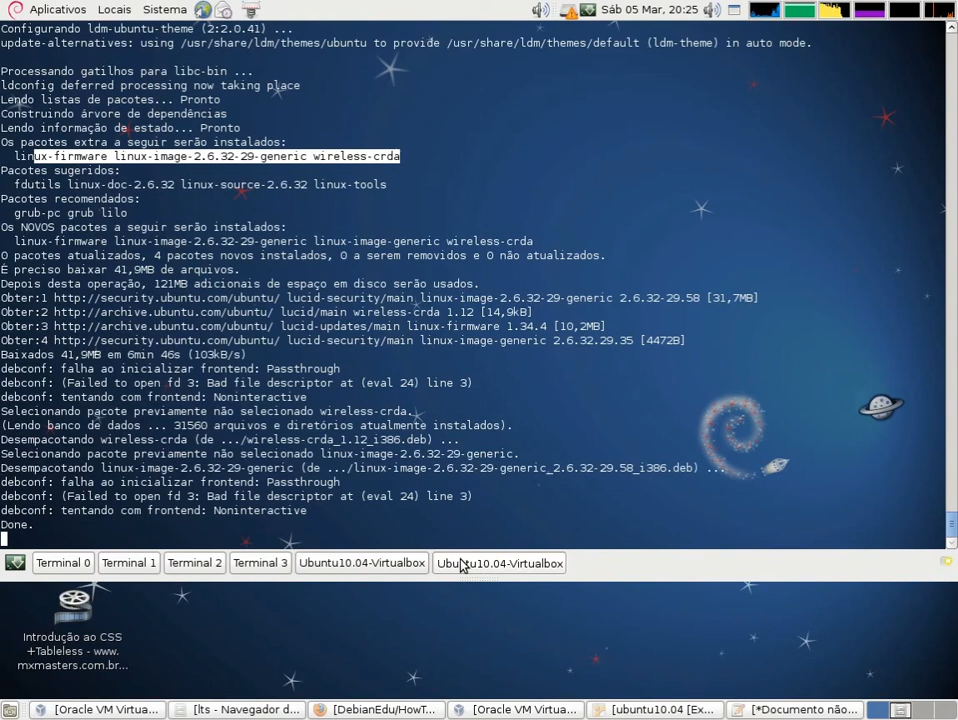 Aplicativos Locais Sistema Sáb 05 Mar, 20:25
Configurando ldm-ubuntu-theme (2:2.0.41) ...
update-alternatives: using /usr/share/ldm/themes/ubuntu to provide /usr/share/ldm/themes/default (ldm-theme) in auto mode.
Processando gatilhos para libc-bin ...
ldconfig deferred processing now taking place
Lendo listas de pacotes... Pronto
Construindo árvore de dependências
Lendo informação de estado... Pronto
Os pacotes extra a seguir serão instalados:
linux-firmware linux-image-2.6.32-29-generic wireless-crda
Pacotes sugeridos:
fdutils linux-doc-2.6.32 linux-source-2.6.32 linux-tools
Pacotes recomendados:
grub-pc grub lilo
Os NOVOS pacotes a seguir serão instalados:
linux-firmware linux-image-2.6.32-29-generic linux-image-generic wireless-crda
0 pacotes atualizados, 4 pacotes novos instalados, 0 a serem removidos e 0 não atualizados.
É preciso baixar 41,9MB de arquivos.
Depois desta operação, 121MB adicionais de espaço em disco serão usados.
Obter:1 http://security.ubuntu.com/ubuntu/ lucid-security/main linux-image-2.6.32-29-generic 2.6.32-29.58 [31,7MB]
Obter:2 http://archive.ubuntu.com/ubuntu/ lucid/main wireless-crda 1.12 [14,9kB]
Obter:3 http://archive.ubuntu.com/ubuntu/ lucid-updates/main linux-firmware 1.34.4 [10,2MB]
Obter:4 http://security.ubuntu.com/ubuntu/ lucid-security/main linux-image-generic 2.6.32.29.35 [4472B]
Baixados 41,9MB em 6min 46s (103kB/s)
debconf: falha ao inicializar frontend: Passthrough
debconf: (Failed to open fd 3: Bad file descriptor at (eval 24) line 3)
debconf: tentando com frontend: Noninteractive
Selecionando pacote previamente não selecionado wireless-crda.
(Lendo banco de dados ... 31560 arquivos e diretórios atualmente instalados).
Desempacotando wireless-crda (de .../wireless-crda_1.12_i386.deb) ...
Selecionando pacote previamente não selecionado linux-image-2.6.32-29-generic.
Desempacotando linux-image-2.6.32-29-generic (de .../linux-image-2.6.32-29-generic_2.6.32-29.58_i386.deb) ...
debconf: falha ao inicializar frontend: Passthrough
debconf: (Failed to open fd 3: Bad file descriptor at (eval 24) line 3)
debconf: tentando com frontend: Noninteractive
Done.
Terminal 0 Terminal 1 Terminal 2 Terminal 3 Ubuntu10.04-Virtualbox Ubuntu10.04-Virtualbox
Introdução ao CSS
+Tableless - www.
mxmasters.com.br...
[Oracle VM Virtua... [lts - Navegador d... [DebianEdu/HowT... [Oracle VM Virtua... [ubuntu10.04 [Ex... [*Documento não...